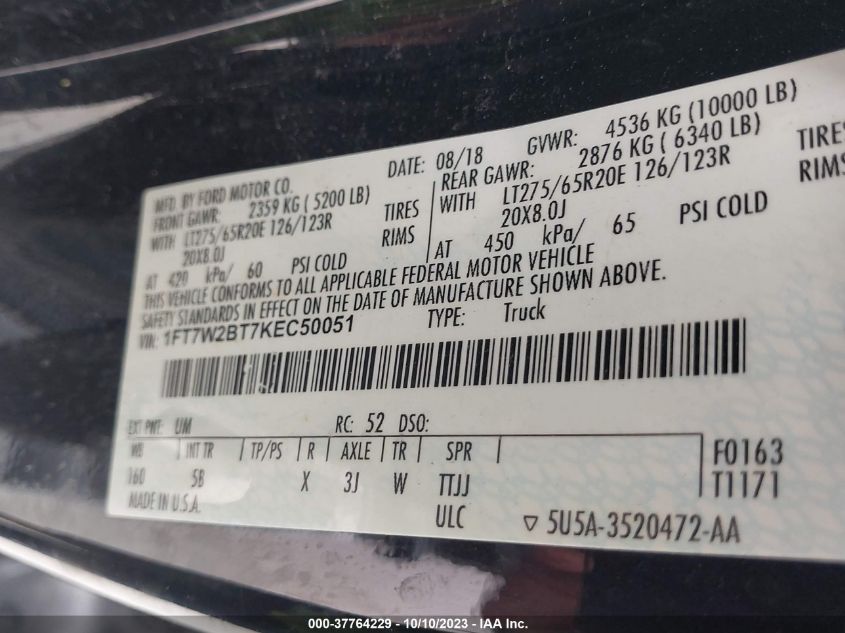 MFD. BY FORD MOTOR CO. DATE: 08/18 GVWR: 4536 KG (10000 LB)
FRONT GAWR: 2359 KG ( 5200 LB) REAR GAWR: 2876 KG ( 6340 LB)
WITH LT275/65R20E 126/123R TIRES WITH LT275/65R20E 126/123R TIRES
20X8.0J RIMS 20X8.0J RIMS
AT 420 kPa/ 60 PSI COLD AT 450 kPa/ 65 PSI COLD
THIS VEHICLE CONFORMS TO ALL APPLICABLE FEDERAL MOTOR VEHICLE
SAFETY STANDARDS IN EFFECT ON THE DATE OF MANUFACTURE SHOWN ABOVE.
VIN: 1FT7W2BT7KEC50051 TYPE: Truck
EXT PNT: UM RC: 52 DSO:
WB INT TR TP/PS R AXLE TR SPR F0163
160 5B X 3J W TTJJ T1171
MADE IN U.S.A. ULC ▽ 5U5A-3520472-AA
000-37764229 - 10/10/2023 - IAA Inc.